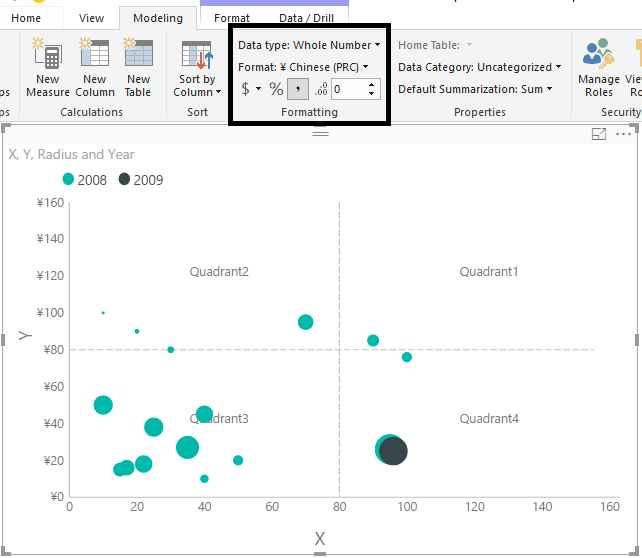 Home View Modeling Format Data / Drill
New Measure New Column New Table Sort by Column Data type: Whole Number Home Table: Manage Roles
Format: ¥ Chinese (PRC) Data Category: Uncategorized
$ % , .00 0 Default Summarization: Sum
Calculations Sort Formatting Properties Security
X, Y, Radius and Year
2008 2009
¥160
¥140
¥120
Quadrant2 Quadrant1
¥100
¥80
¥60
¥40
Quadrant3 Quadrant4
¥20
¥0
Y
0 20 40 60 80 100 120 140 160
X